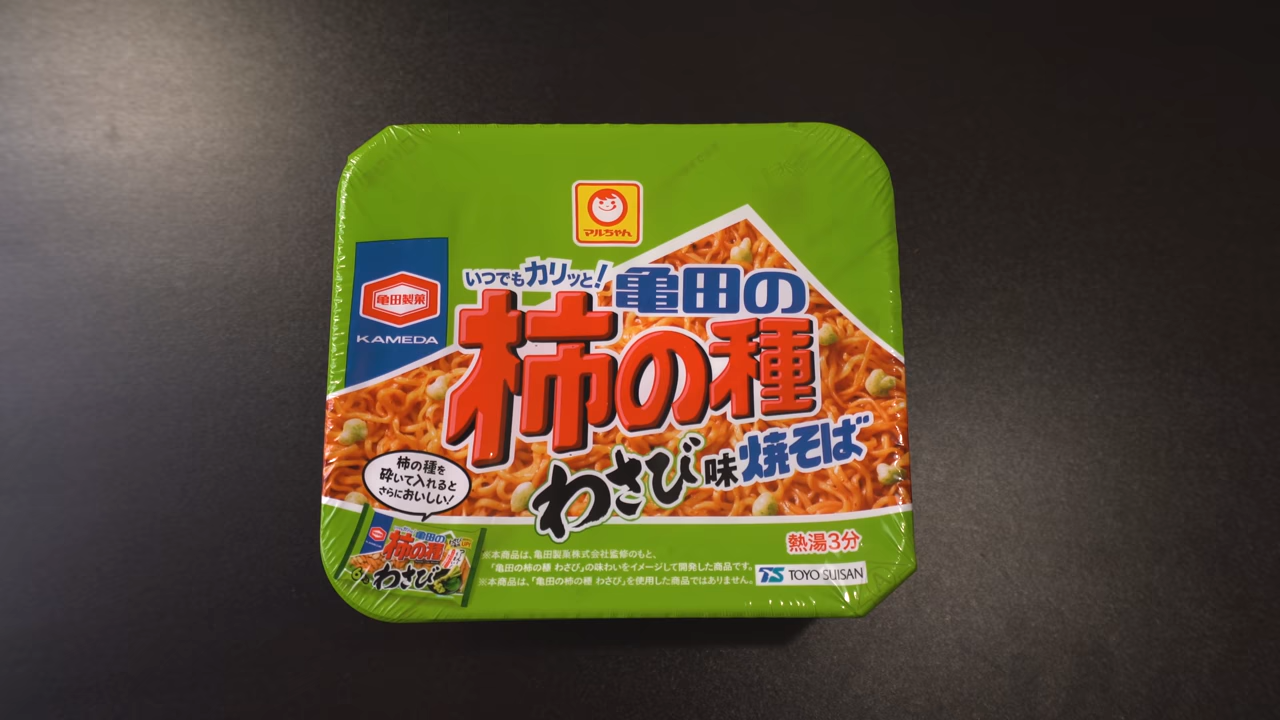 マルちゃん
亀田製菓
KAMEDA
いつでもカリッと!
亀田の
柿の種
わさび味焼そば
柿の種を
砕いて入れると
さらにおいしい!
亀田の
柿の種
わさび
※本商品は、亀田製菓株式会社監修のもと、
「亀田の柿の種 わさび」の味わいをイメージして開発した商品です。
※本商品は、「亀田の柿の種 わさび」を使用した商品ではありません。
熱湯3分
TS TOYO SUISAN